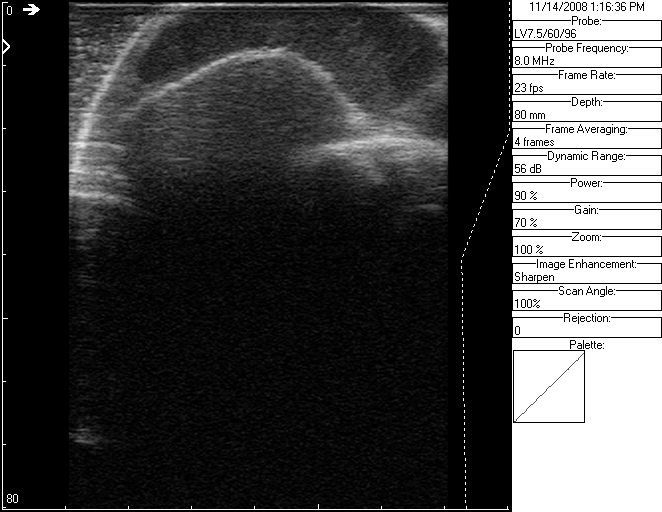 0
80
11/14/2008 1:16:36 PM
Probe:
LV7.5/60/96
Probe Frequency:
8.0 MHz
Frame Rate:
23 fps
Depth:
80 mm
Frame Averaging:
4 frames
Dynamic Range:
56 dB
Power:
90 %
Gain:
70 %
Zoom:
100 %
Image Enhancement:
Sharpen
Scan Angle:
100%
Rejection:
0
Palette: